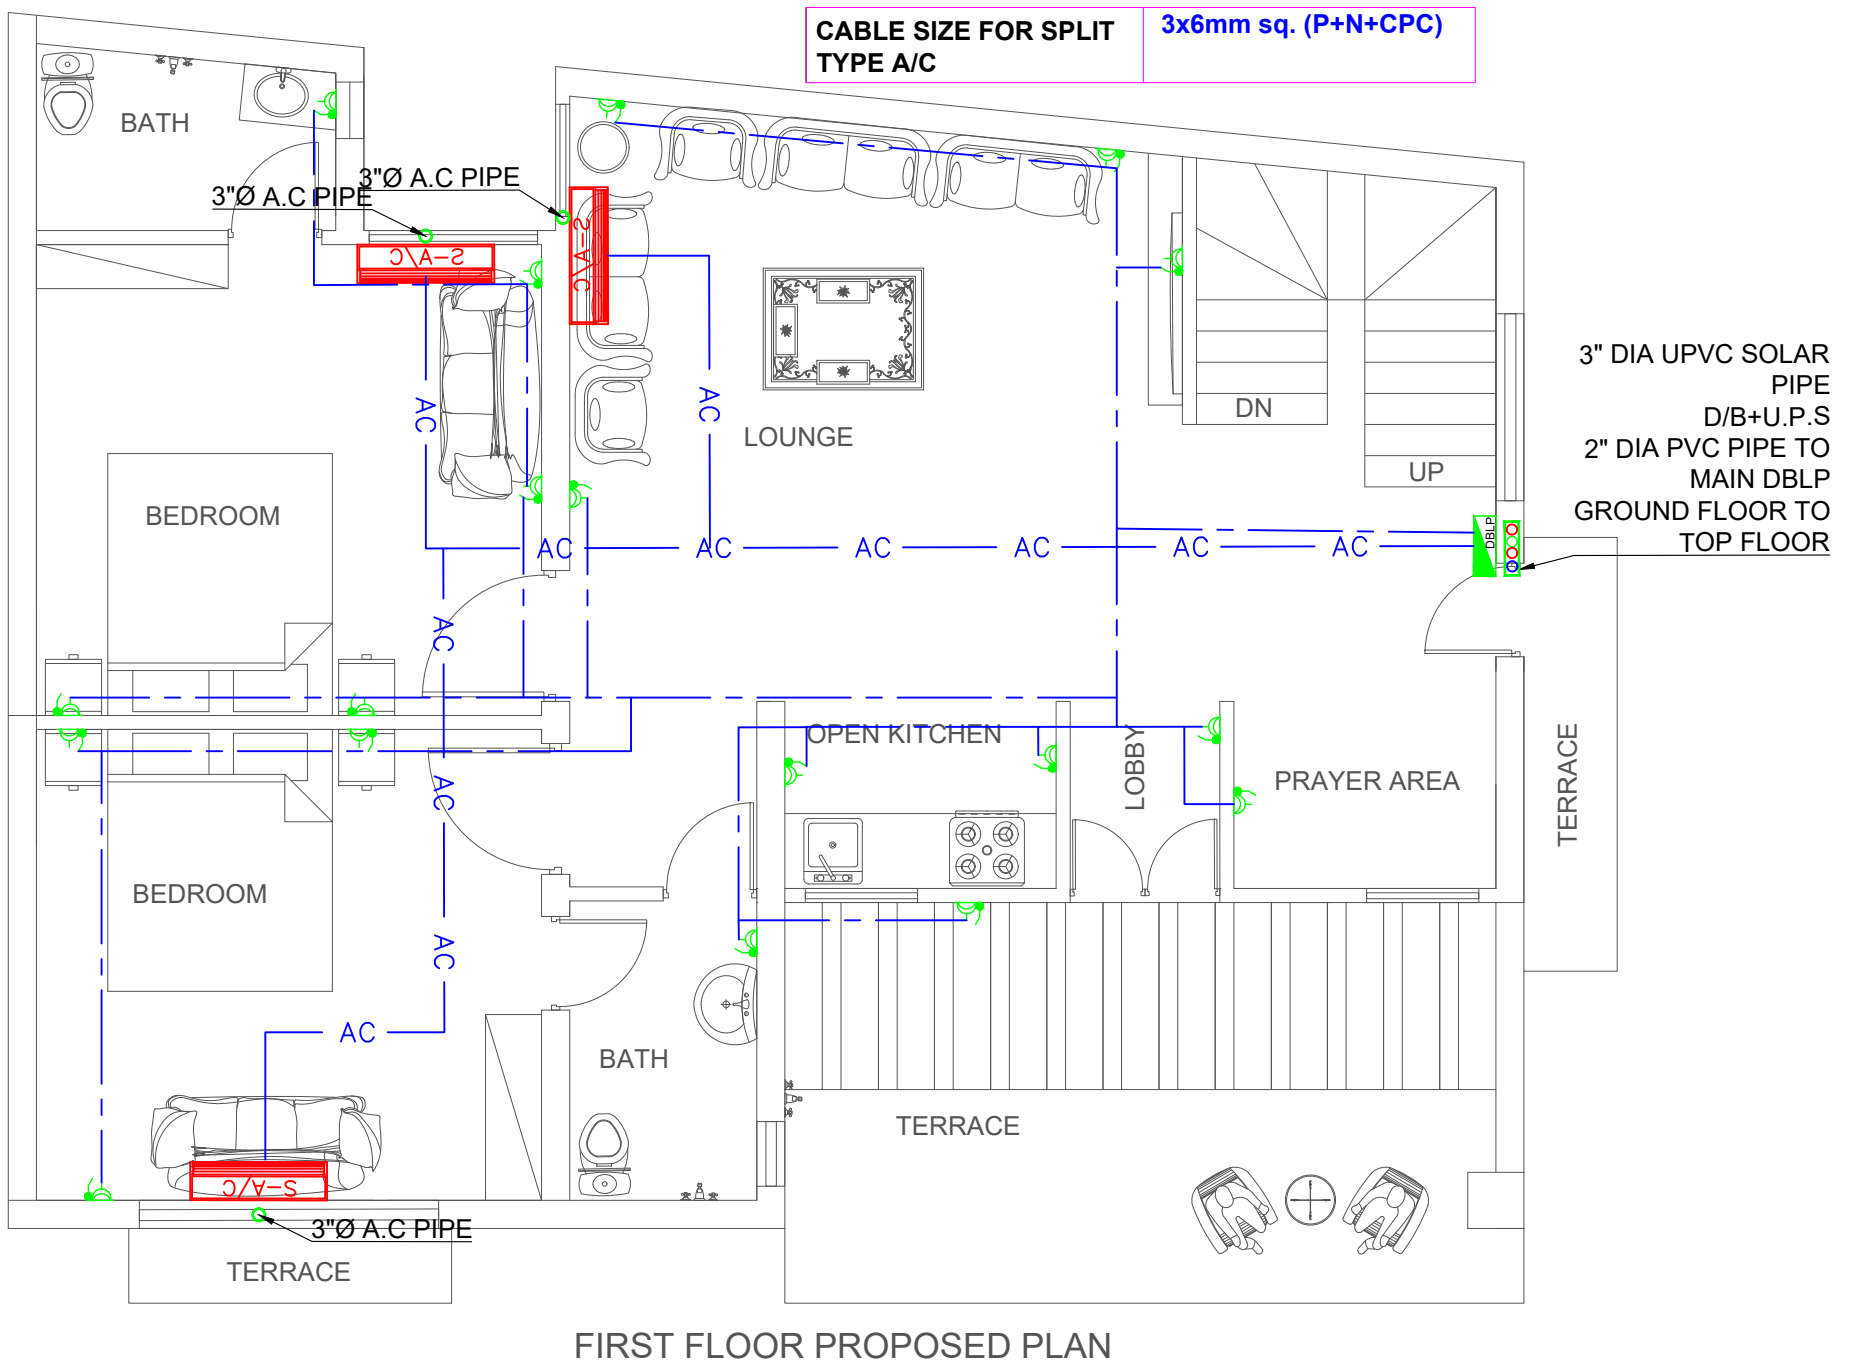 CABLE SIZE FOR SPLIT
TYPE A/C
3x6mm sq. (P+N+CPC)
BATH
3"Ø A.C PIPE
3"Ø A.C PIPE
S-A/C
S-A/C
AC
AC
LOUNGE
DN
UP
3" DIA UPVC SOLAR
PIPE
D/B+U.P.S
2" DIA PVC PIPE TO
MAIN DBLP
GROUND FLOOR TO
TOP FLOOR
DBLP
BEDROOM
AC
AC
AC
AC
AC
AC
AC
OPEN KITCHEN
LOBBY
PRAYER AREA
TERRACE
AC
BEDROOM
AC
AC
BATH
TERRACE
S-A/C
3"Ø A.C PIPE
TERRACE
FIRST FLOOR PROPOSED PLAN